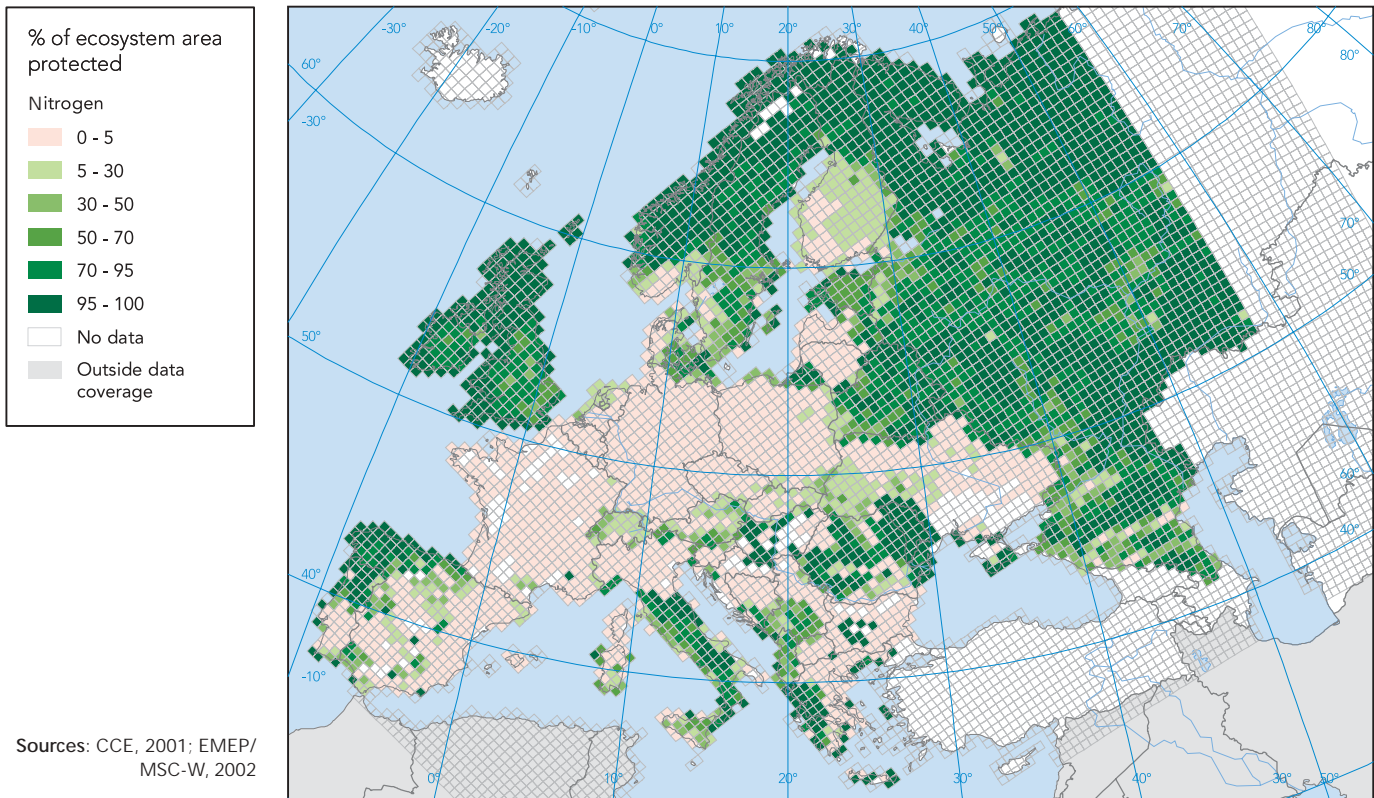 % of ecosystem area
protected
Nitrogen
0 - 5
5 - 30
30 - 50
50 - 70
70 - 95
95 - 100
No data
Outside data
coverage
Sources: CCE, 2001; EMEP/
MSC-W, 2002
-30° -20° -10° 0° 10° 20° 30° 40° 50° 60° 70° 80°
60° 80°
-30°
70°
50° 50°
60°
40° 40°
-10°
0° 10° 20° 30° 40° 50°